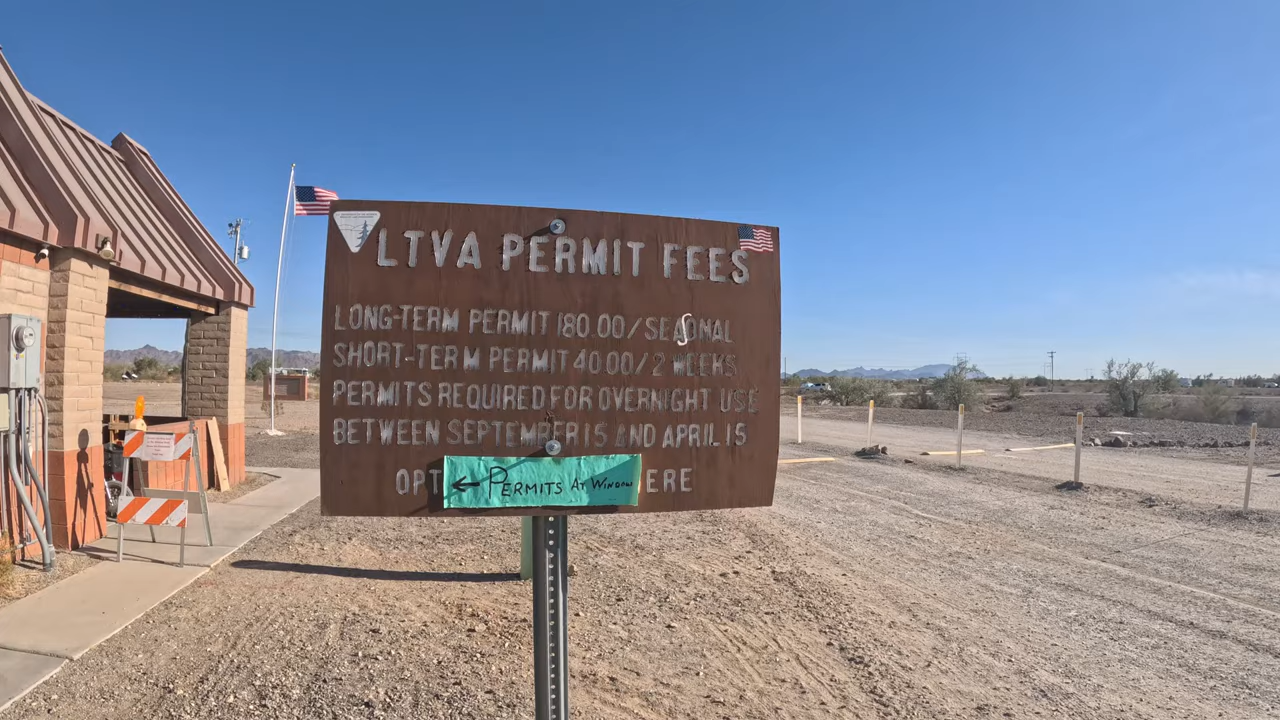 LTVA PERMIT FEES
LONG-TERM PERMIT 180.00/SEASONAL
SHORT-TERM PERMIT 40.00/2 WEEKS
PERMITS REQUIRED FOR OVERNIGHT USE
BETWEEN SEPTEMBER 15 AND APRIL 15
OPT ERE
← PERMITS AT WINDOW